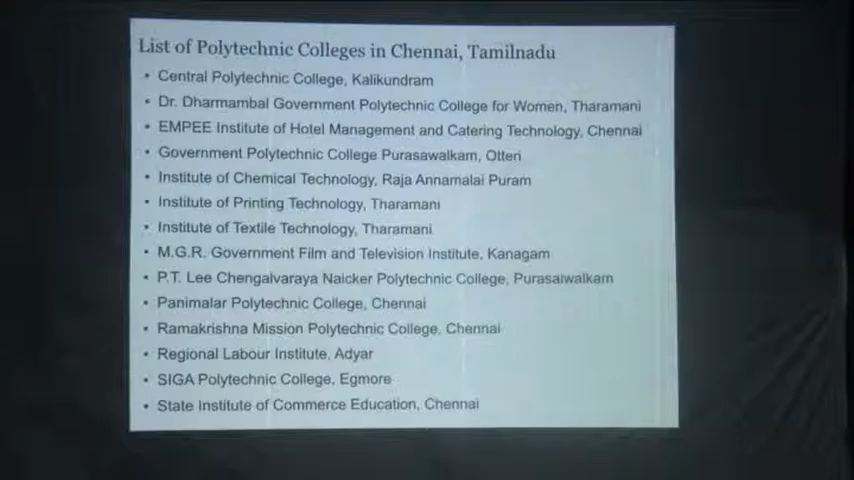 List of Polytechnic Colleges in Chennai, Tamilnadu
• Central Polytechnic College, Kalikundram
• Dr. Dharmambal Government Polytechnic College for Women, Tharamani
• EMPEE Institute of Hotel Management and Catering Technology, Chennai
• Government Polytechnic College Purasawalkam, Otteri
• Institute of Chemical Technology, Raja Annamalai Puram
• Institute of Printing Technology, Tharamani
• Institute of Textile Technology, Tharamani
• M.G.R. Government Film and Television Institute, Kanagam
• P.T. Lee Chengalvaraya Naicker Polytechnic College, Purasaiwalkam
• Panimalar Polytechnic College, Chennai
• Ramakrishna Mission Polytechnic College, Chennai
• Regional Labour Institute, Adyar
• SIGA Polytechnic College, Egmore
• State Institute of Commerce Education, Chennai